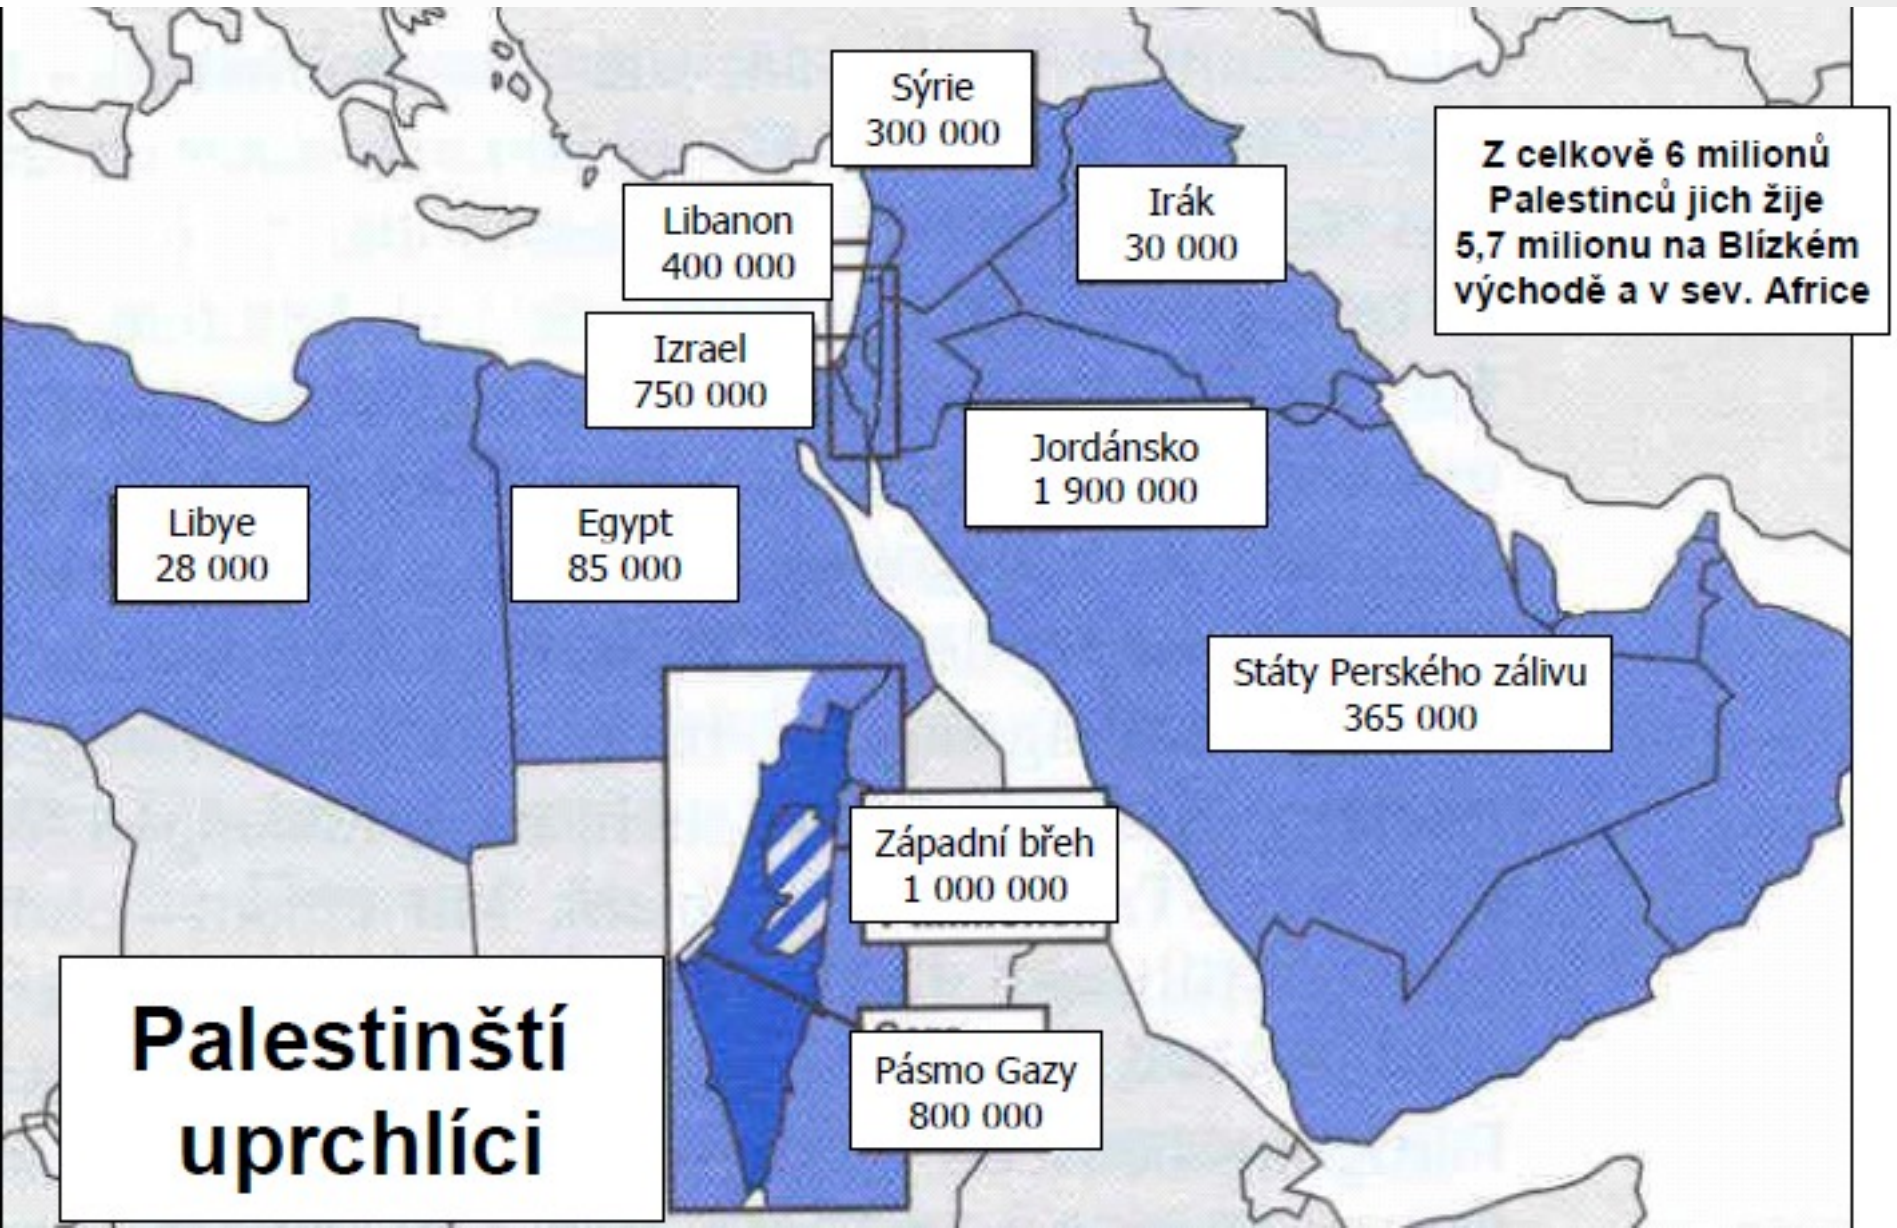 Sýrie
300 000
Z celkově 6 milionů
Palestinců jich žije
5,7 milionu na Blízkém
východě a v sev. Africe
Libanon
400 000
Irák
30 000
Izrael
750 000
Jordánsko
1 900 000
Libye
28 000
Egypt
85 000
Státy Perského zálivu
365 000
Západní břeh
1 000 000
Pásmo Gazy
800 000
Palestinští
uprchlíci